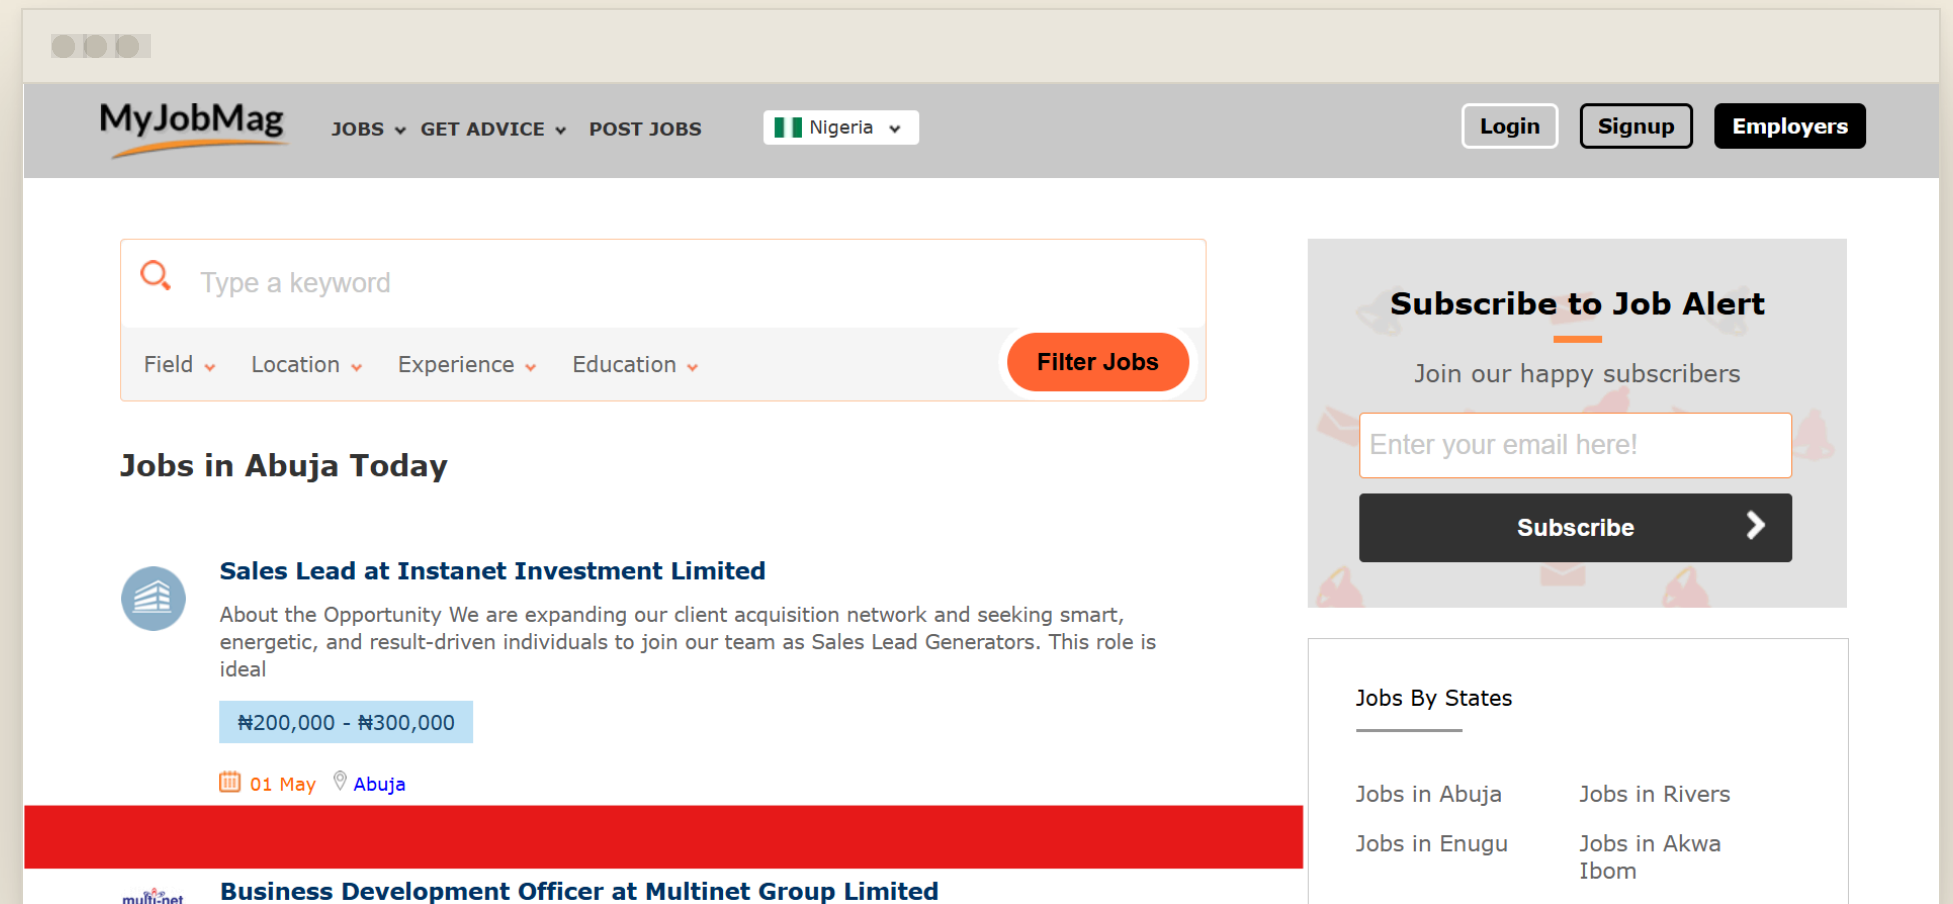 MyJobMag
JOBS GET ADVICE POST JOBS
Nigeria
Login Signup Employers
Type a keyword
Field Location Experience Education
Filter Jobs
Jobs in Abuja Today
Sales Lead at Instanet Investment Limited
About the Opportunity We are expanding our client acquisition network and seeking smart,
energetic, and result-driven individuals to join our team as Sales Lead Generators. This role is
ideal
₦200,000 - ₦300,000
01 May Abuja
multi-net
Business Development Officer at Multinet Group Limited
Subscribe to Job Alert
Join our happy subscribers
Enter your email here!
Subscribe
Jobs By States
Jobs in Abuja Jobs in Rivers
Jobs in Enugu Jobs in Akwa
Ibom